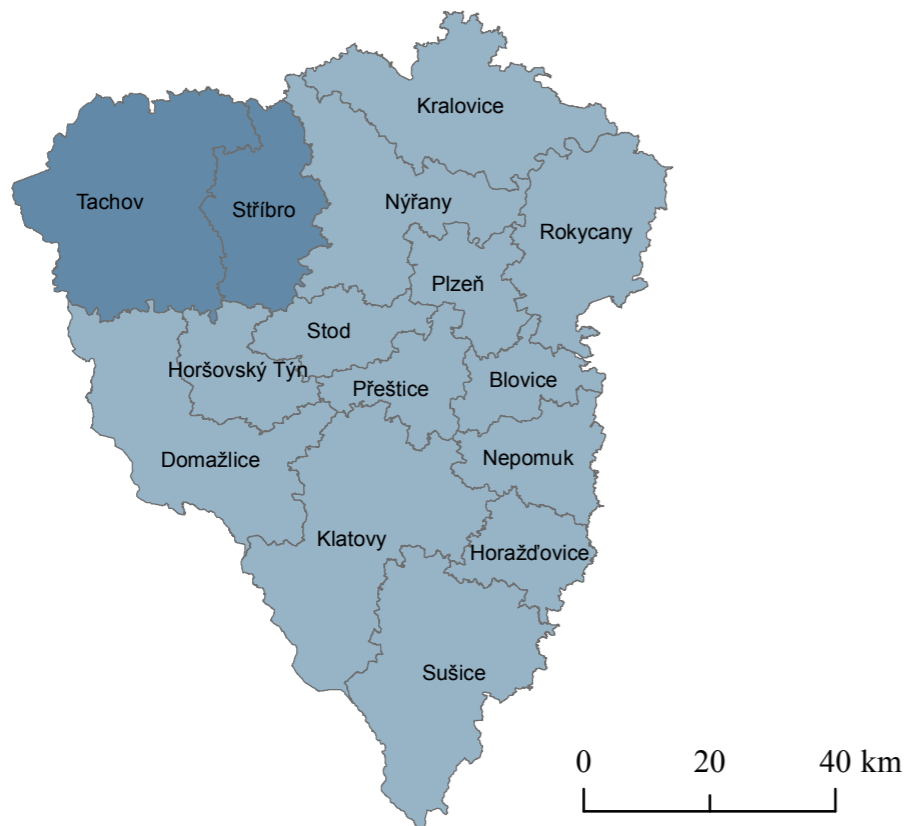 Kralovice
Tachov
Stříbro
Nýřany
Rokycany
Plzeň
Stod
Horšovský Týn
Přeštice
Blovice
Domažlice
Nepomuk
Klatovy
Horažďovice
Sušice
0 20 40 km